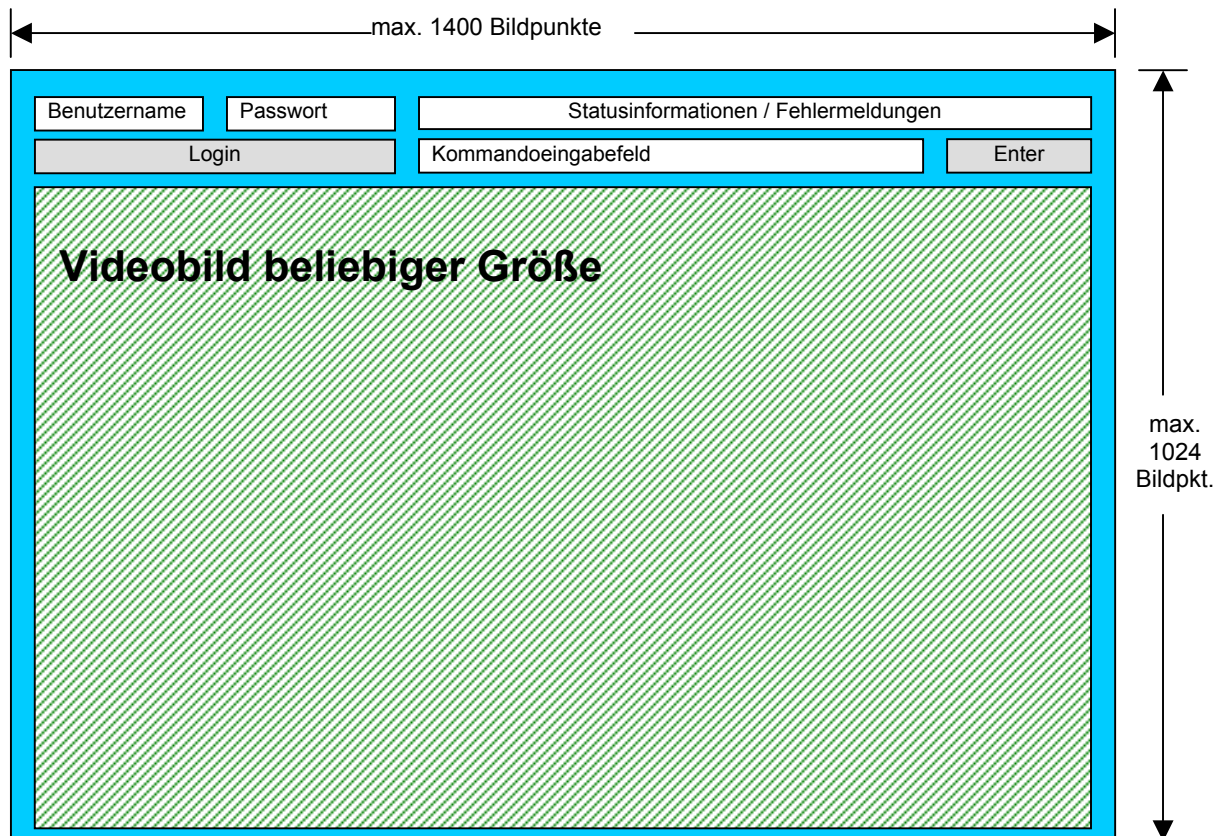 max. 1400 Bildpunkte
Benutzername
Passwort
Statusinformationen / Fehlermeldungen
Login
Kommandoeingabefeld
Enter
Videobild beliebiger Größe
max.
1024
Bildpkt.